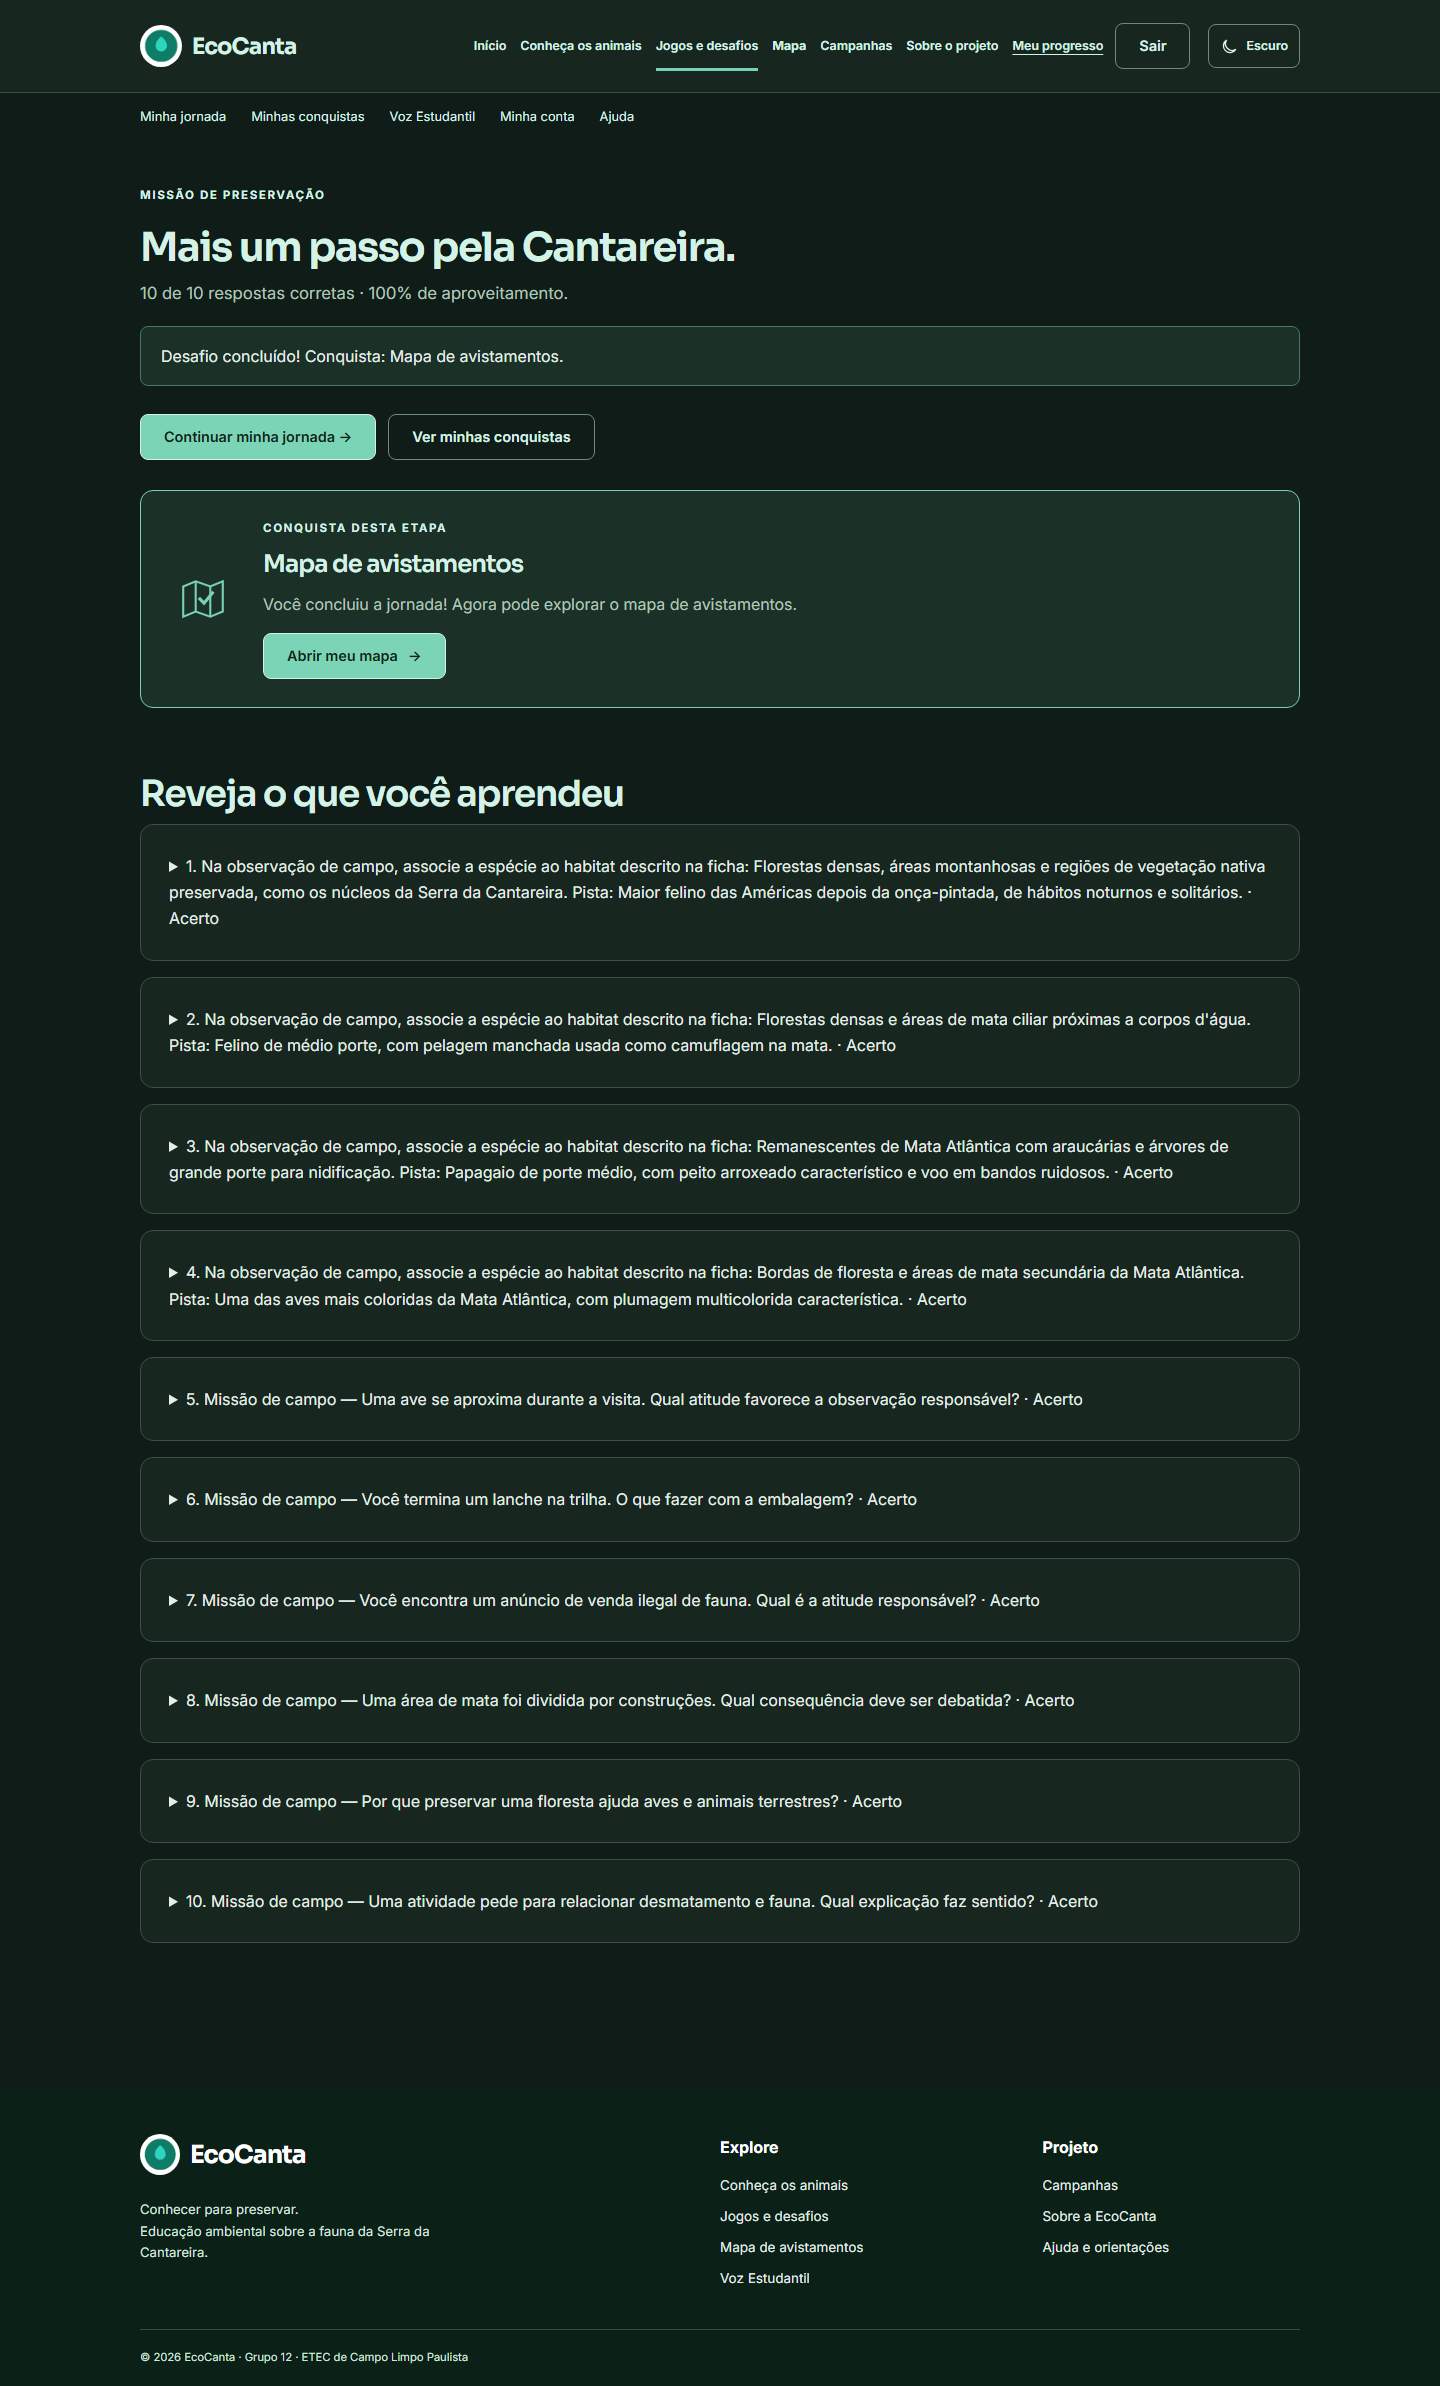 EcoCanta
Início Conheça os animais Jogos e desafios Mapa Campanhas Sobre o projeto Meu progresso Sair Escuro
Minha jornada Minhas conquistas Voz Estudantil Minha conta Ajuda
MISSÃO DE PRESERVAÇÃO
Mais um passo pela Cantareira.
10 de 10 respostas corretas · 100% de aproveitamento.
Desafio concluído! Conquista: Mapa de avistamentos.
Continuar minha jornada → Ver minhas conquistas
CONQUISTA DESTA ETAPA
Mapa de avistamentos
Você concluiu a jornada! Agora pode explorar o mapa de avistamentos.
Abrir meu mapa →
Reveja o que você aprendeu
1. Na observação de campo, associe a espécie ao habitat descrito na ficha: Florestas densas, áreas montanhosas e regiões de vegetação nativa
preservada, como os núcleos da Serra da Cantareira. Pista: Maior felino das Américas depois da onça-pintada, de hábitos noturnos e solitários. ·
Acerto
2. Na observação de campo, associe a espécie ao habitat descrito na ficha: Florestas densas e áreas de mata ciliar próximas a corpos d'água.
Pista: Felino de médio porte, com pelagem manchada usada como camuflagem na mata. · Acerto
3. Na observação de campo, associe a espécie ao habitat descrito na ficha: Remanescentes de Mata Atlântica com araucárias e árvores de
grande porte para nidificação. Pista: Papagaio de porte médio, com peito arroxeado característico e voo em bandos ruidosos. · Acerto
4. Na observação de campo, associe a espécie ao habitat descrito na ficha: Bordas de floresta e áreas de mata secundária da Mata Atlântica.
Pista: Uma das aves mais coloridas da Mata Atlântica, com plumagem multicolorida característica. · Acerto
5. Missão de campo — Uma ave se aproxima durante a visita. Qual atitude favorece a observação responsável? · Acerto
6. Missão de campo — Você termina um lanche na trilha. O que fazer com a embalagem? · Acerto
7. Missão de campo — Você encontra um anúncio de venda ilegal de fauna. Qual é a atitude responsável? · Acerto
8. Missão de campo — Uma área de mata foi dividida por construções. Qual consequência deve ser debatida? · Acerto
9. Missão de campo — Por que preservar uma floresta ajuda aves e animais terrestres? · Acerto
10. Missão de campo — Uma atividade pede para relacionar desmatamento e fauna. Qual explicação faz sentido? · Acerto
EcoCanta
Conhecer para preservar.
Educação ambiental sobre a fauna da Serra da
Cantareira.
Explore
Conheça os animais
Jogos e desafios
Mapa de avistamentos
Voz Estudantil
Projeto
Campanhas
Sobre a EcoCanta
Ajuda e orientações
© 2026 EcoCanta · Grupo 12 · ETEC de Campo Limpo Paulista